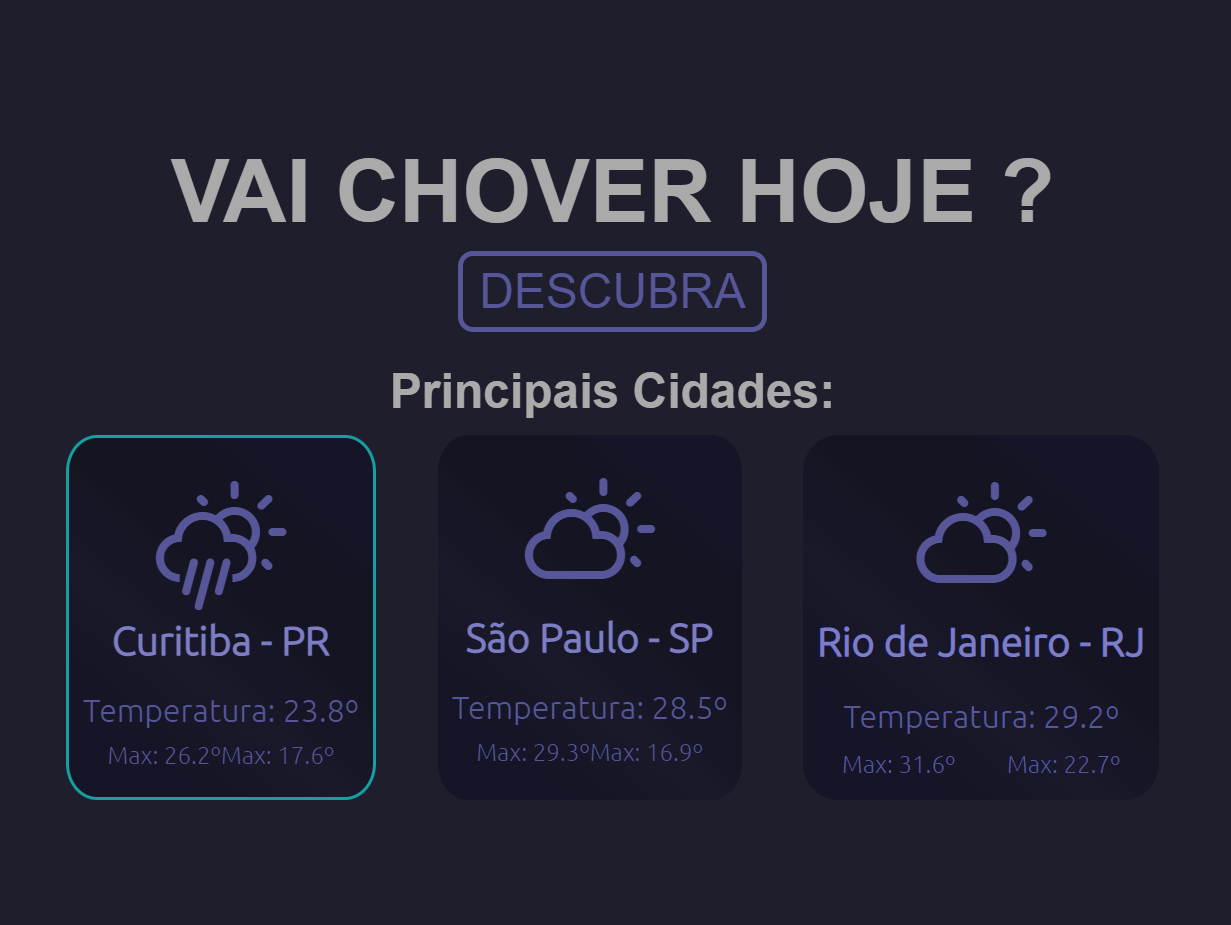 VAI CHOVER HOJE ?
DESCUBRA
Principais Cidades:
Curitiba - PR
Temperatura: 23.8º
Max: 26.2ºMax: 17.6º
São Paulo - SP
Temperatura: 28.5º
Max: 29.3ºMax: 16.9º
Rio de Janeiro - RJ
Temperatura: 29.2º
Max: 31.6º Max: 22.7º